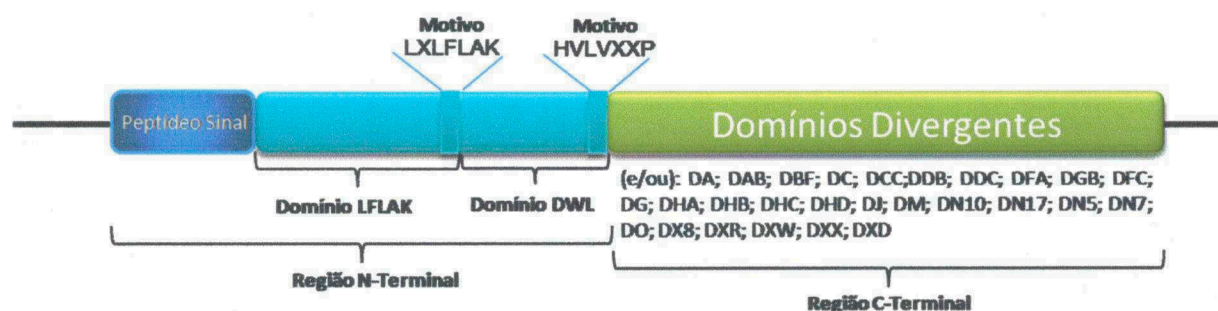 Motivo
LXLFLAK
Motivo
HVLVXXP
Peptídeo Sinal
Domínios Divergentes
Domínio LFLAK
Domínio DWL
(e/ou): DA; DAB; DBF; DC; DCC;DDB; DDC; DFA; DGB; DFC;
DG; DHA; DHB; DHC; DHD; DJ; DM; DN10; DN17; DN5; DN7;
DO; DX8; DXR; DXW; DXX; DXD
Região N-Terminal
Região C-Terminal